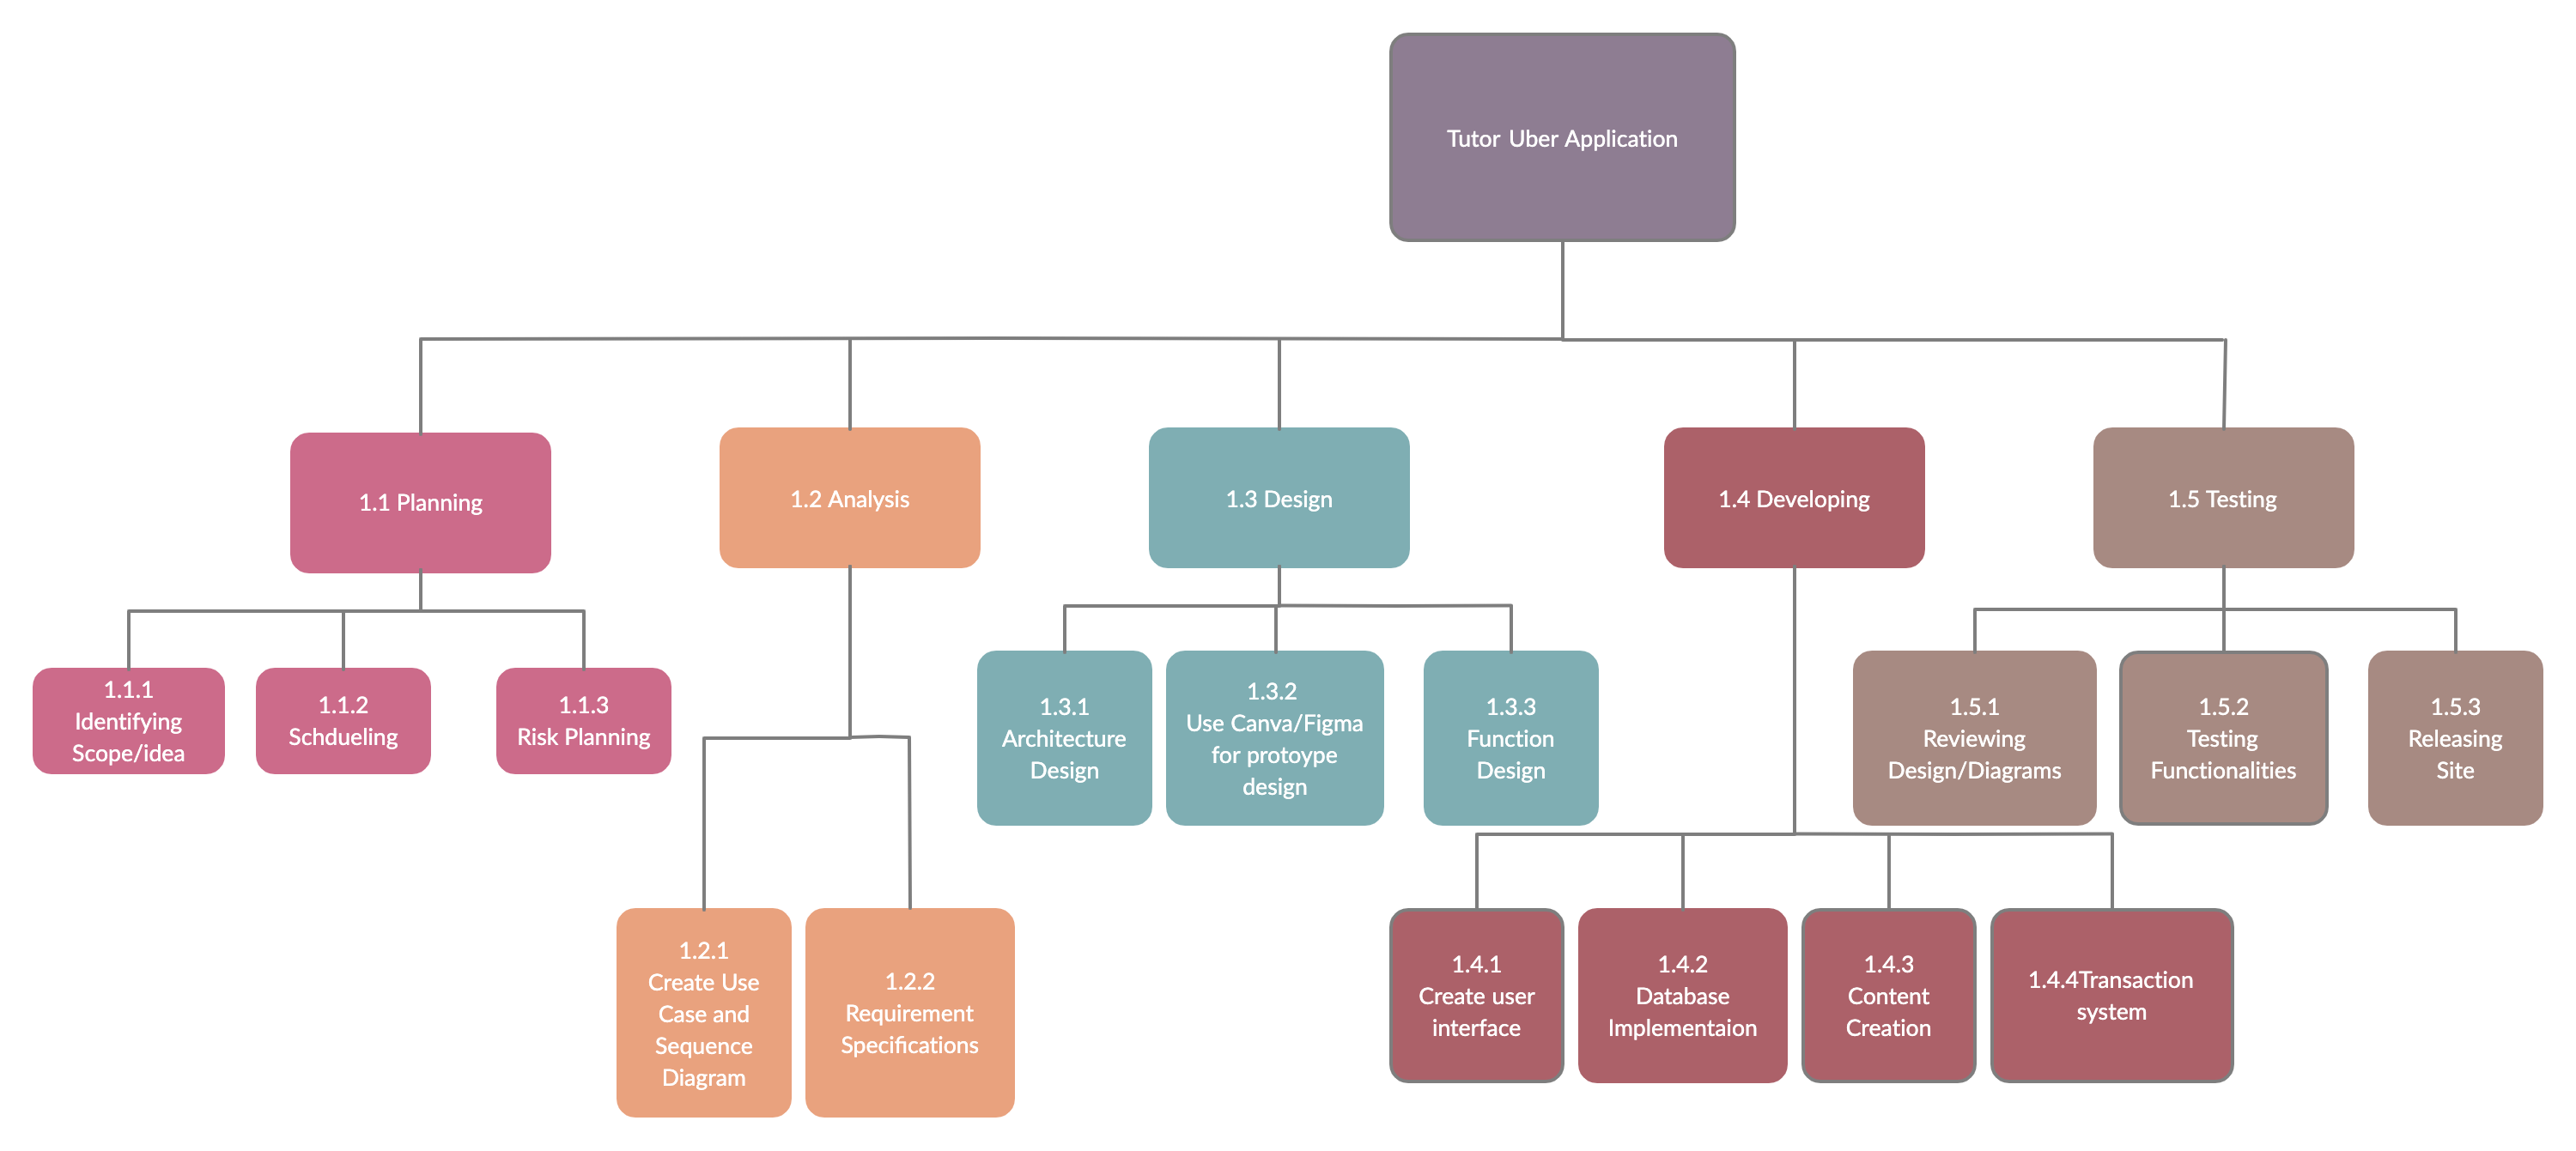 Tutor Uber Application
1.1 Planning
1.2 Analysis
1.3 Design
1.4 Developing
1.5 Testing
1.1.1
Identifying
Scope/idea
1.1.2
Schdueling
1.1.3
Risk Planning
1.3.1
Architecture
Design
1.3.2
Use Canva/Figma
for protoype
design
1.3.3
Function
Design
1.5.1
Reviewing
Design/Diagrams
1.5.2
Testing
Functionalities
1.5.3
Releasing
Site
1.2.1
Create Use
Case and
Sequence
Diagram
1.2.2
Requirement
Specifications
1.4.1
Create user
interface
1.4.2
Database
Implementaion
1.4.3
Content
Creation
1.4.4Transaction
system